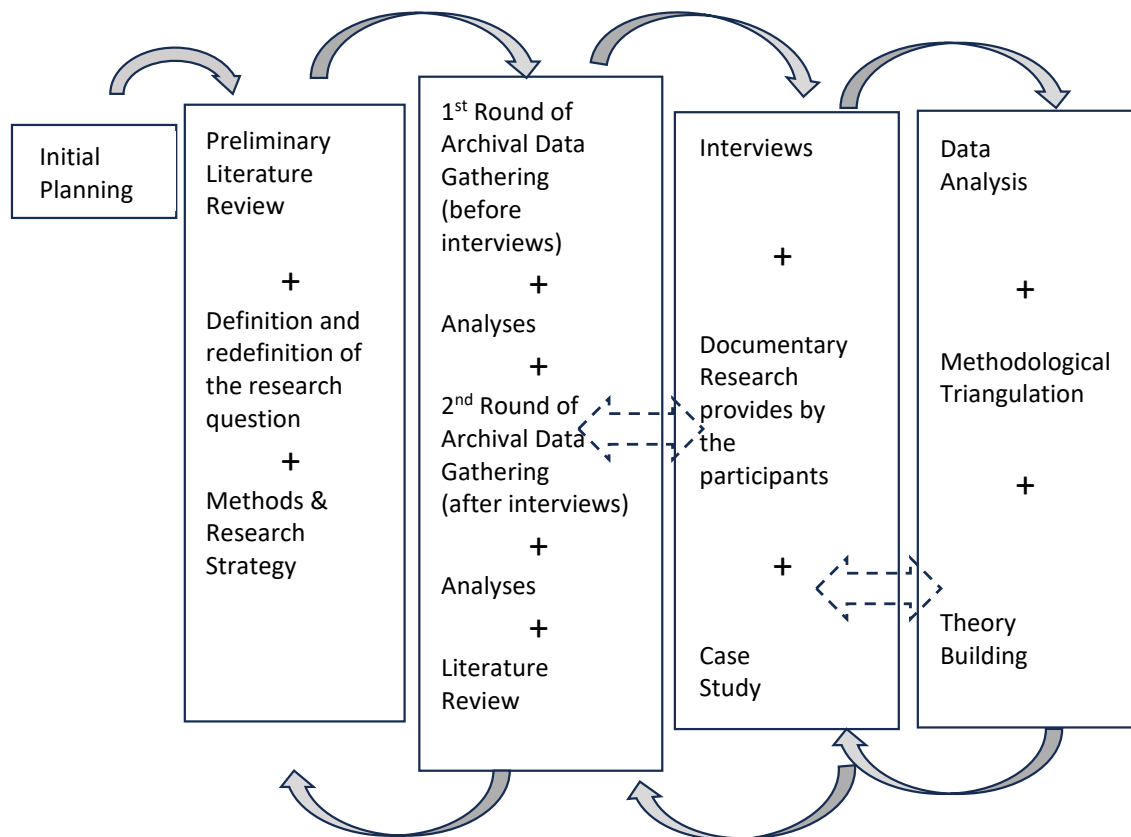 Initial
Planning
Preliminary
Literature
Review
+
Definition and
redefinition of
the research
question
+
Methods &
Research
Strategy
1st Round of
Archival Data
Gathering
(before
interviews)
+
Analyses
+
2nd Round of
Archival Data
Gathering
(after interviews)
+
Analyses
+
Literature
Review
Interviews
+
Documentary
Research
provides by
the
participants
+
Case
Study
Data
Analysis
+
Methodological
Triangulation
+
Theory
Building